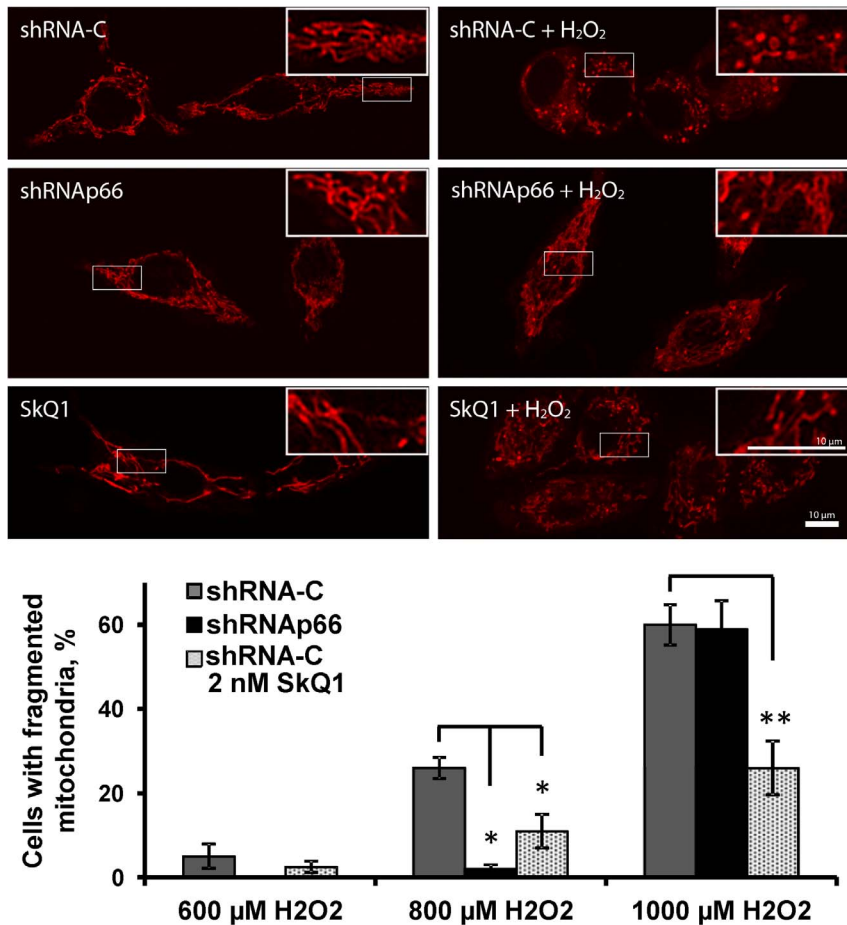 shRNA-C
shRNA-C + H₂O₂
shRNAp66
shRNAp66 + H₂O₂
SkQ1
SkQ1 + H₂O₂
10 µm
10 µm
Cells with fragmented
mitochondria, %
60
40
20
0
shRNA-C
shRNAp66
shRNA-C
2 nM SkQ1
*
*
**
600 µM H2O2
800 µM H2O2
1000 µM H2O2